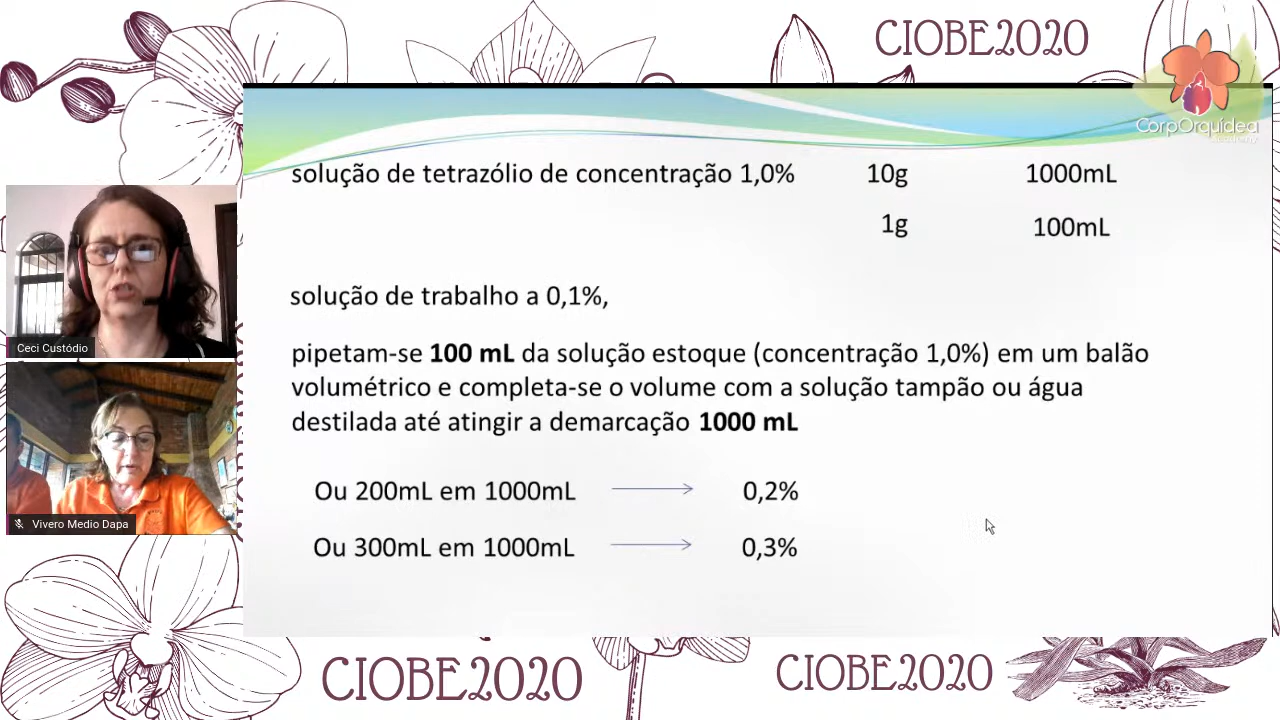 CIOBE2020
CorpOrquídea
solução de tetrazólio de concentração 1,0% 10g 1000mL
1g 100mL
solução de trabalho a 0,1%,
pipetam-se 100 mL da solução estoque (concentração 1,0%) em um balão
volumétrico e completa-se o volume com a solução tampão ou água
destilada até atingir a demarcação 1000 mL
Ou 200mL em 1000mL 0,2%
Ou 300mL em 1000mL 0,3%
Ceci Custódio
Vivero Medio Dapa
CIOBE2020
CIOBE2020